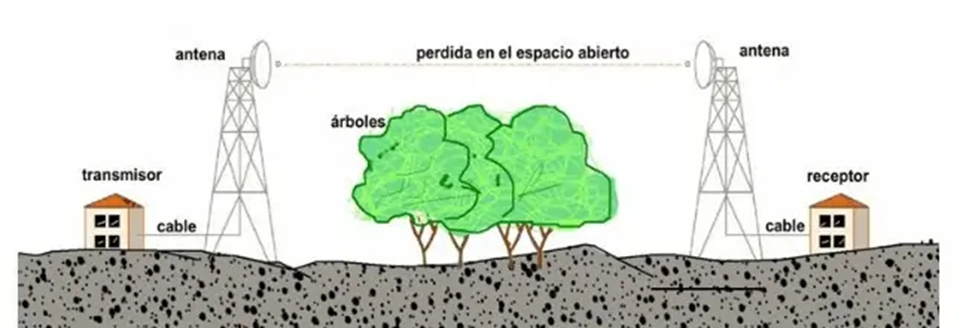 antena
perdida en el espacio abierto
antena
árboles
transmisor
receptor
cable
cable